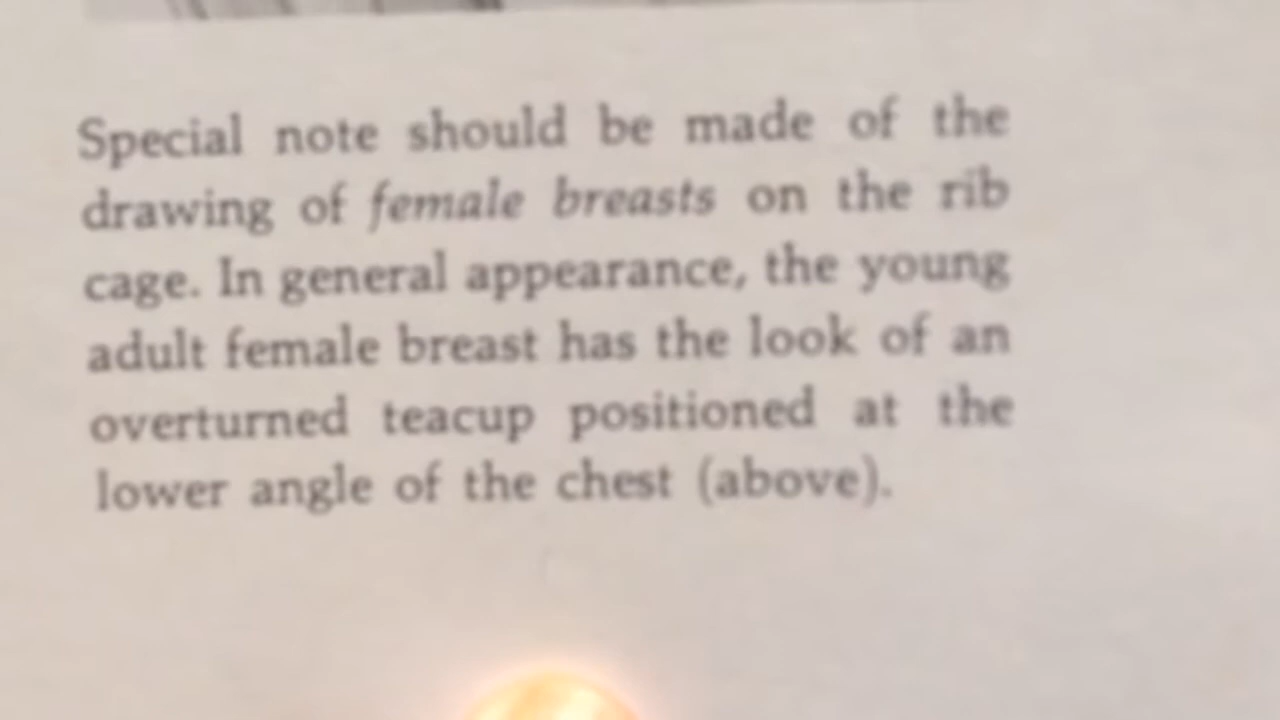 Special note should be made of the
drawing of female breasts on the rib
cage. In general appearance, the young
adult female breast has the look of an
overturned teacup positioned at the
lower angle of the chest (above).